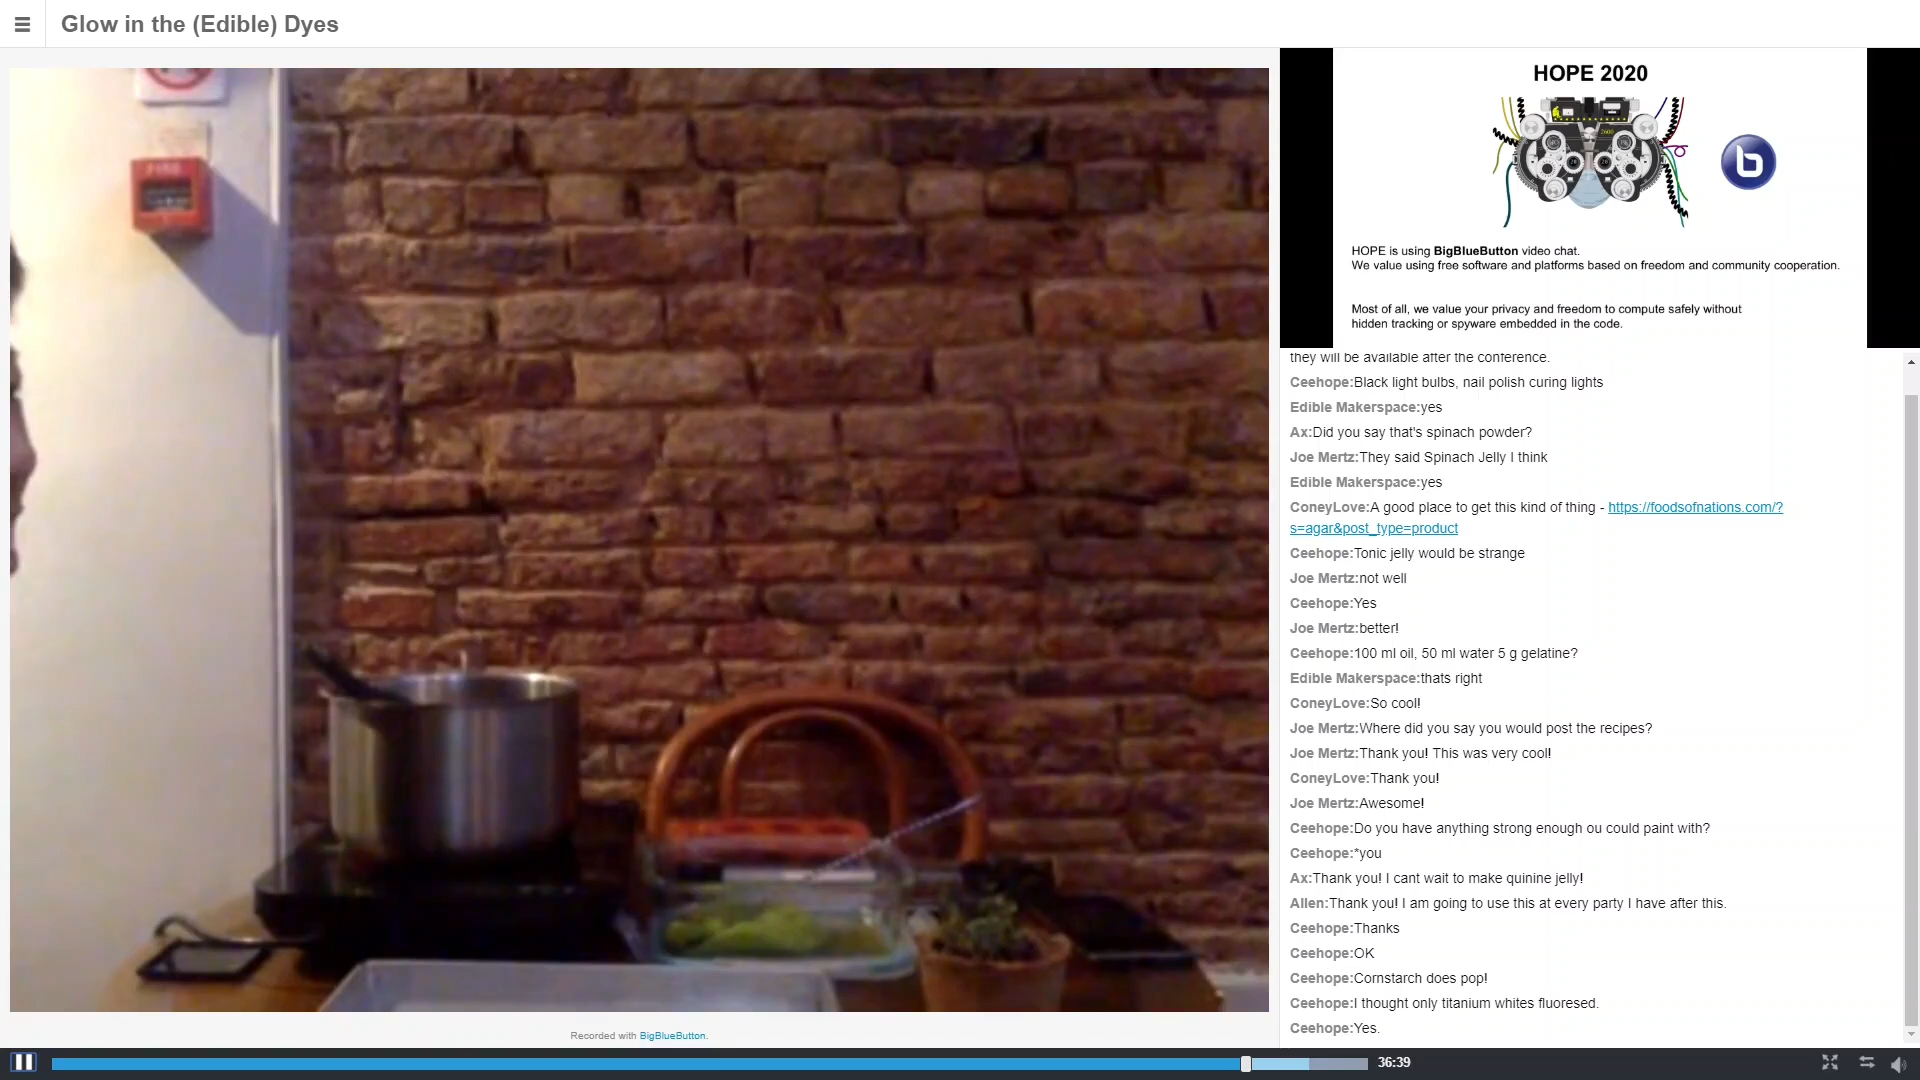 Glow in the (Edible) Dyes
FIRE
HOPE 2020
2600
b
HOPE is using BigBlueButton video chat.
We value using free software and platforms based on freedom and community cooperation.
Most of all, we value your privacy and freedom to compute safely without
hidden tracking or spyware embedded in the code.
they will be available after the conference.
Ceehope:Black light bulbs, nail polish curing lights
Edible Makerspace:yes
Ax:Did you say that's spinach powder?
Joe Mertz:They said Spinach Jelly I think
Edible Makerspace:yes
ConeyLove:A good place to get this kind of thing - https://foodsofnations.com/?
s=agar&post_type=product
Ceehope:Tonic jelly would be strange
Joe Mertz:not well
Ceehope:Yes
Joe Mertz:better!
Ceehope:100 ml oil, 50 ml water 5 g gelatine?
Edible Makerspace:thats right
ConeyLove:So cool!
Joe Mertz:Where did you say you would post the recipes?
Joe Mertz:Thank you! This was very cool!
ConeyLove:Thank you!
Joe Mertz:Awesome!
Ceehope:Do you have anything strong enough ou could paint with?
Ceehope:*you
Ax:Thank you! I cant wait to make quinine jelly!
Allen:Thank you! I am going to use this at every party I have after this.
Ceehope:Thanks
Ceehope:OK
Ceehope:Cornstarch does pop!
Ceehope:I thought only titanium whites fluoresed.
Ceehope:Yes.
Recorded with BigBlueButton.
36:39